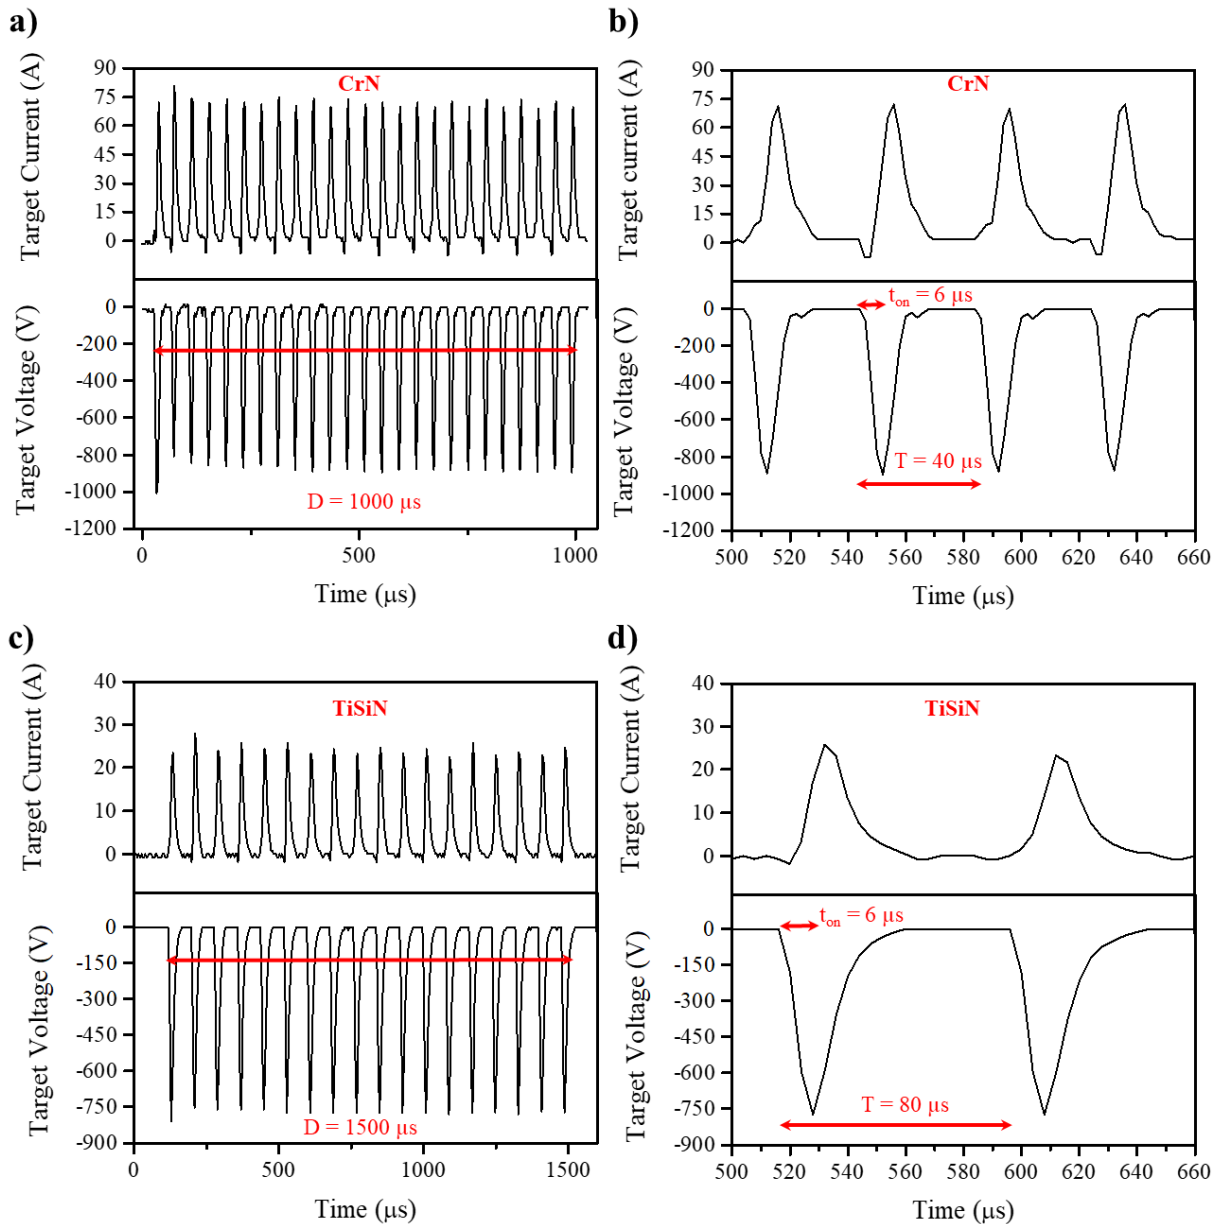 a)
Target Current (A)
90
75
60
45
30
15
0
CrN
Target Voltage (V)
0
-200
-400
-600
-800
-1000
-1200
D = 1000 µs
0
500
1000
Time (µs)
b)
Target current (A)
90
75
60
45
30
15
0
CrN
Target Voltage (V)
0
-200
-400
-600
-800
-1000
-1200
ton = 6 µs
T = 40 µs
500 520 540 560 580 600 620 640 660
Time (µs)
c)
Target Current (A)
40
30
20
10
0
TiSiN
Target Voltage (V)
0
-150
-300
-450
-600
-750
-900
D = 1500 µs
0 500 1000 1500
Time (µs)
d)
Target Current (A)
40
30
20
10
0
TiSiN
Target Voltage (V)
0
-150
-300
-450
-600
-750
-900
ton = 6 µs
T = 80 µs
500 520 540 560 580 600 620 640 660
Time (µs)